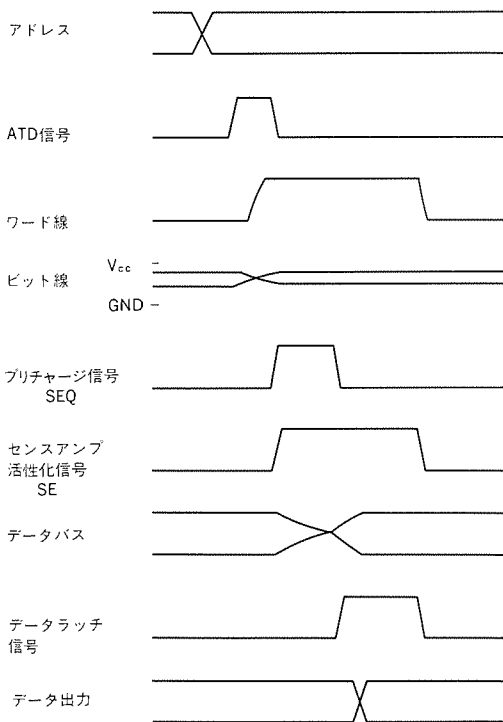 アドレス
ATD信号
ワード線
Vcc
ビット線
GND
プリチャージ信号
SEQ
センスアンプ
活性化信号
SE
データバス
データラッチ
信号
データ出力